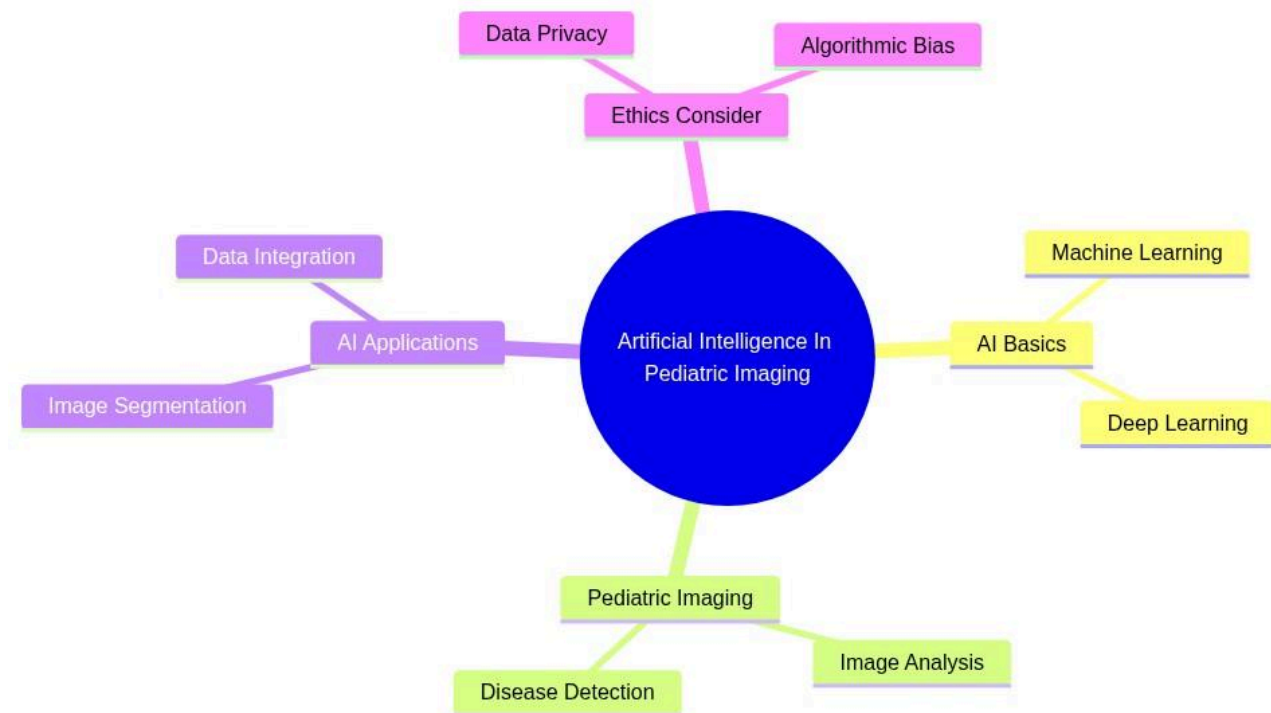 Data Privacy
Algorithmic Bias
Ethics Consider
Data Integration
AI Applications
Image Segmentation
Artificial Intelligence In
Pediatric Imaging
Machine Learning
AI Basics
Deep Learning
Pediatric Imaging
Image Analysis
Disease Detection